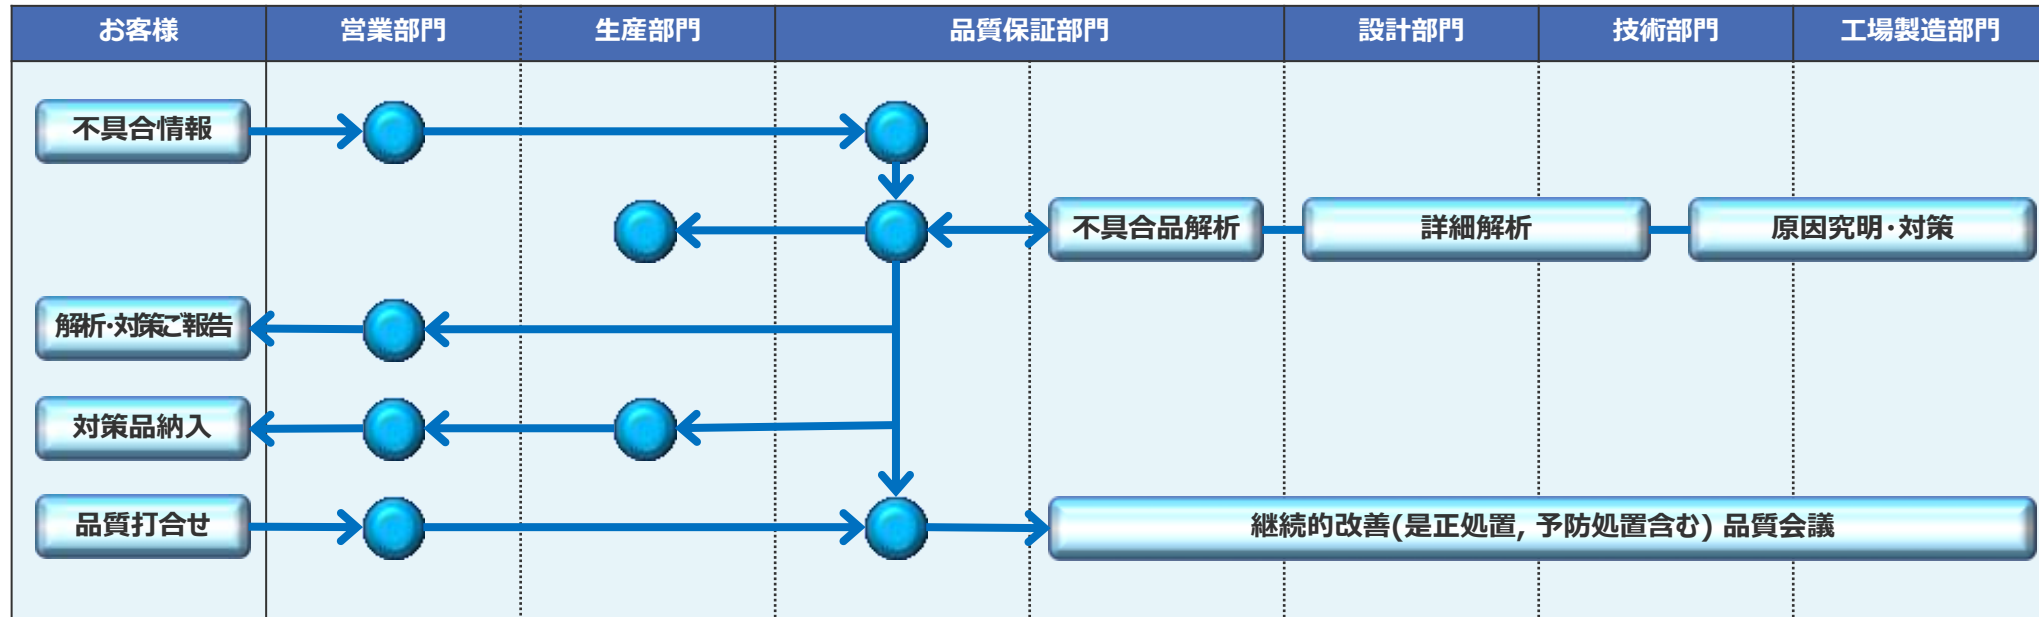 お客様
営業部門
生産部門
品質保証部門
設計部門
技術部門
工場製造部門
不具合情報
不具合品解析
詳細解析
原因究明・対策
解析・対策ご報告
対策品納入
品質打合せ
継続的改善(是正処置, 予防処置含む) 品質会議